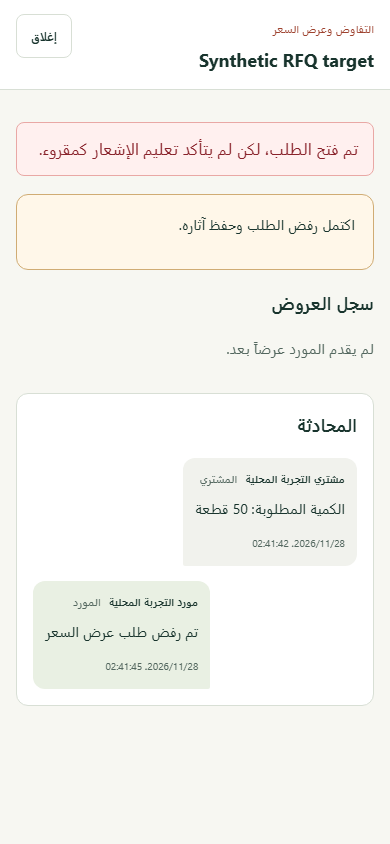 التفاوض وعرض السعر
Synthetic RFQ target
إغلاق
تم فتح الطلب، لكن لم يتأكد تعليم الإشعار كمقروء.
اكتمل رفض الطلب وحفظ آثاره.
سجل العروض
لم يقدم المورد عرضاً بعد.
المحادثة
مشتري التجربة المحلية المشتري
الكمية المطلوبة: 50 قطعة
2026/11/28، 02:41:42
مورد التجربة المحلية المورد
تم رفض طلب عرض السعر
2026/11/28، 02:41:45